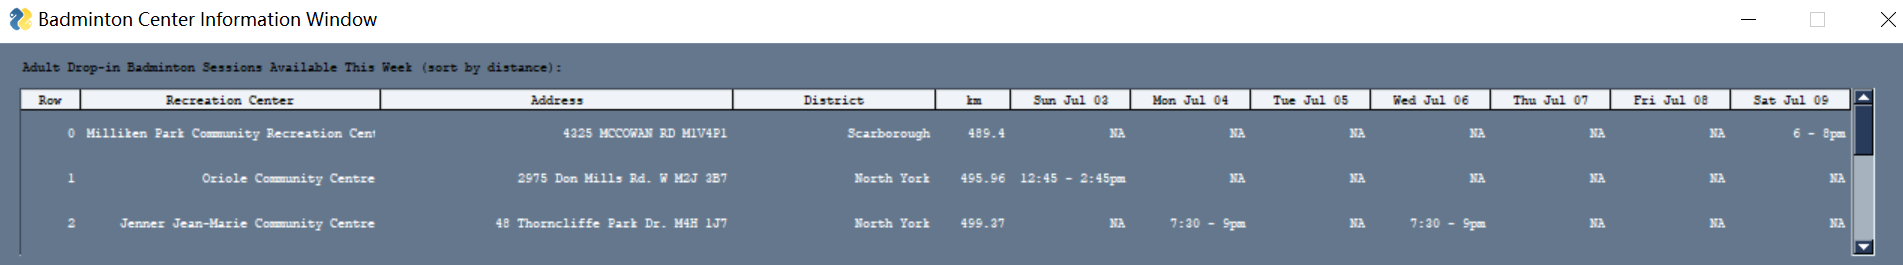 Badminton Center Information Window
Adult Drop-in Badminton Sessions Available This Week (sort by distance):
Row Recreation Center Address District km Sun Jul 03 Mon Jul 04 Tue Jul 05 Wed Jul 06 Thu Jul 07 Fri Jul 08 Sat Jul 09
0 Milliken Park Community Recreation Cent 4325 MCCOWAN RD M1V4P1 Scarborough 489.4 NA NA NA NA NA NA 6 - 8pm
1 Oriole Community Centre 2975 Don Mills Rd. W M2J 3B7 North York 495.96 12:45 - 2:45pm NA NA NA NA NA NA
2 Jenner Jean-Marie Community Centre 48 Thorncliffe Park Dr. M4H 1J7 North York 499.37 NA 7:30 - 9pm NA 7:30 - 9pm NA NA NA